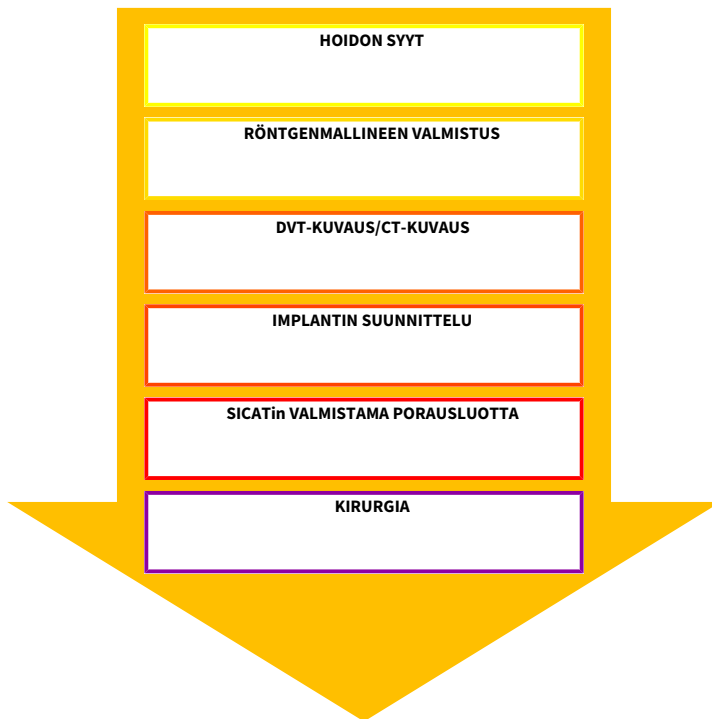 HOIDON SYYT
RÖNTGENMALLINEEN VALMISTUS
DVT-KUVAUS/CT-KUVAUS
IMPLANTIN SUUNNITTELU
SICATin VALMISTAMA PORAUSLUOTTA
KIRURGIA